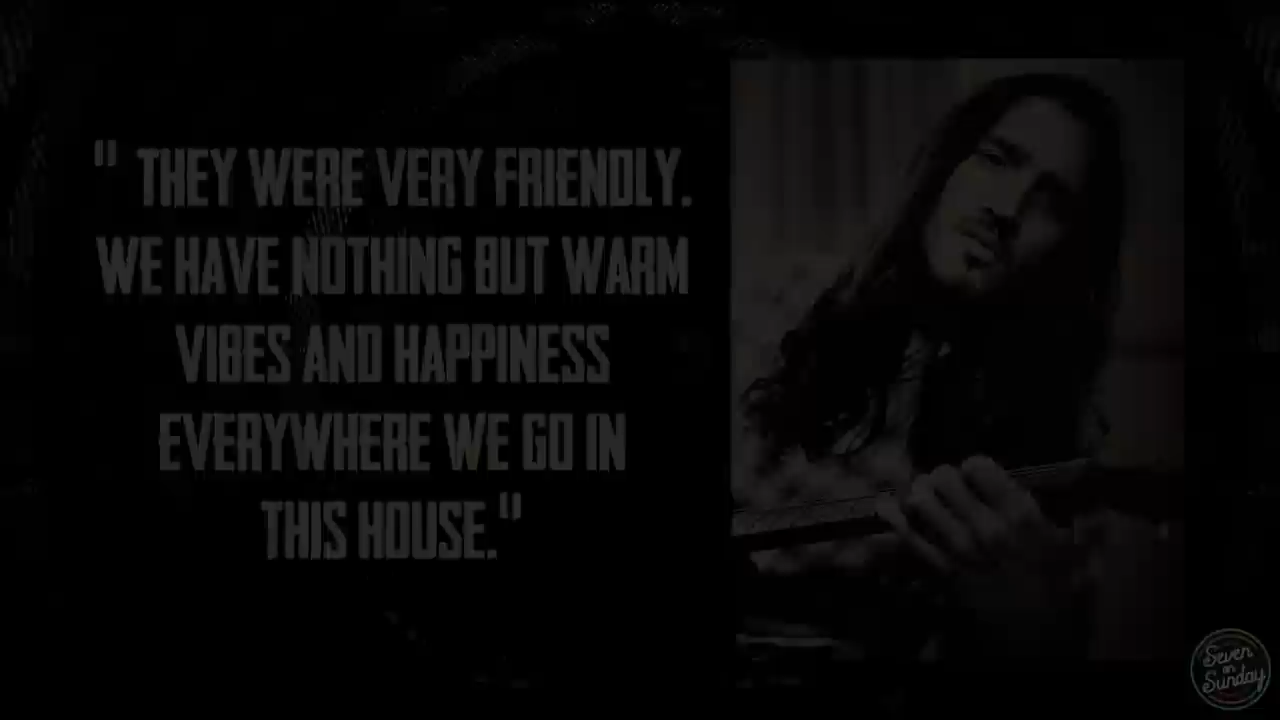 " THEY WERE VERY FRIENDLY.
WE HAVE NOTHING BUT WARM
VIBES AND HAPPINESS
EVERYWHERE WE GO IN
THIS HOUSE."
Seven
on
Sunday